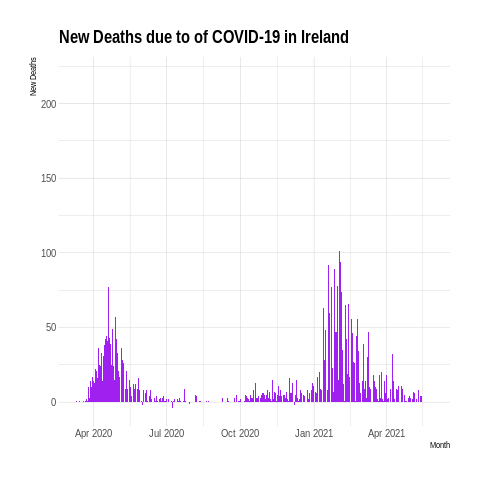 New Deaths due to of COVID-19 in Ireland
New Deaths
200
150
100
50
0
Apr 2020 Jul 2020 Oct 2020 Jan 2021 Apr 2021
Month